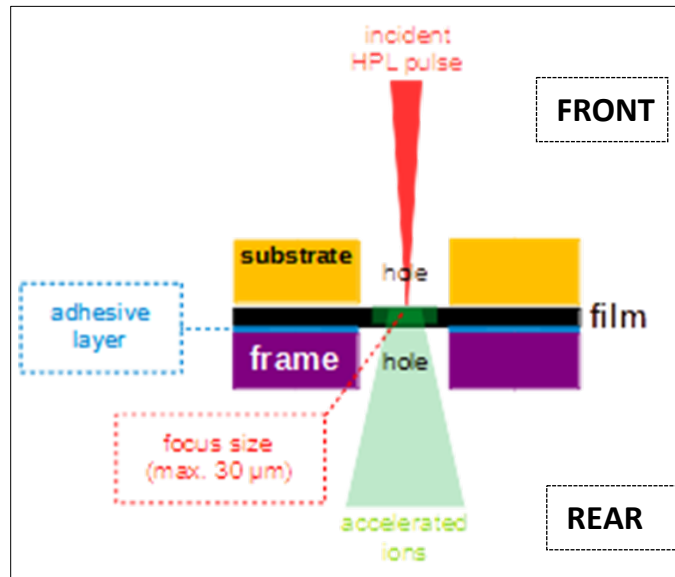 incident
HPL pulse
FRONT
substrate
hole
adhesive
layer
film
frame
hole
focus size
(max. 30 µm)
REAR
accelerated
ions